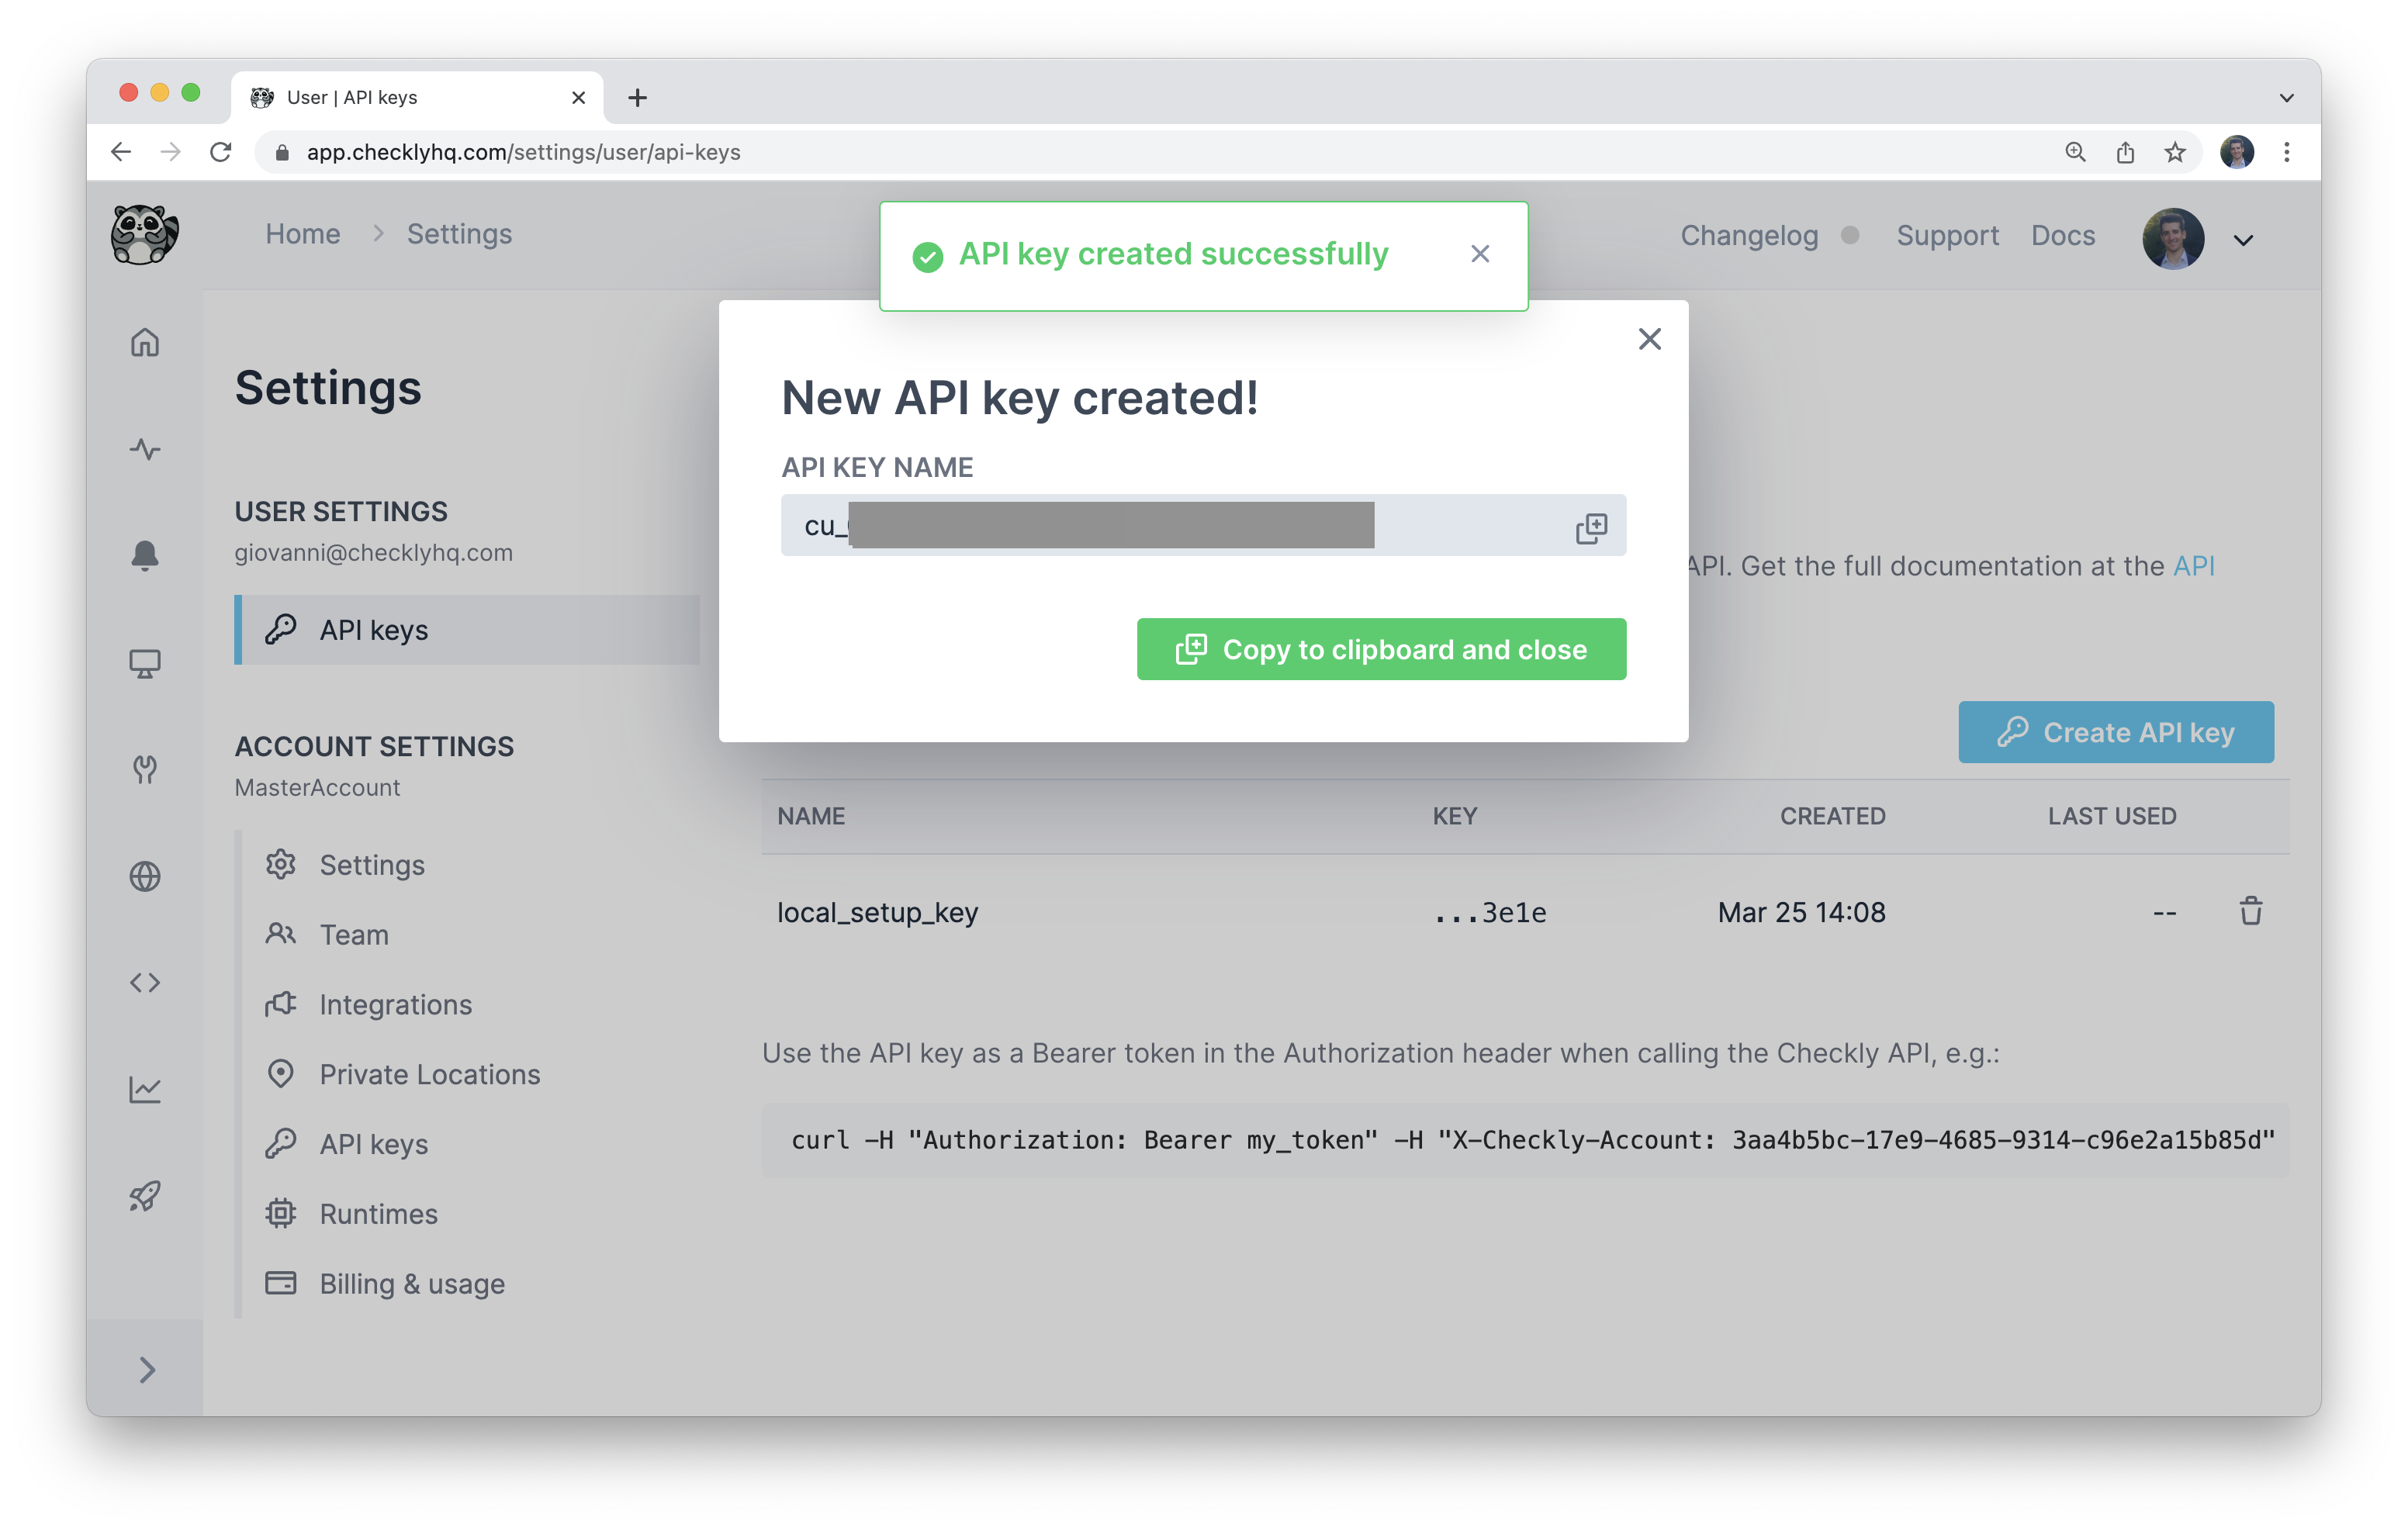 User | API keys
app.checklyhq.com/settings/user/api-keys
Home
Settings
API key created successfully
Changelog
Support
Docs
Settings
New API key created!
API KEY NAME
cu_
USER SETTINGS
giovanni@checklyhq.com
API. Get the full documentation at the API
API keys
Copy to clipboard and close
Create API key
ACCOUNT SETTINGS
MasterAccount
NAME KEY CREATED LAST USED
local_setup_key ...3e1e Mar 25 14:08 --
Settings
Team
Integrations
Private Locations
API keys
Runtimes
Billing & usage
Use the API key as a Bearer token in the Authorization header when calling the Checkly API, e.g.:
curl -H "Authorization: Bearer my_token" -H "X-Checkly-Account: 3aa4b5bc-17e9-4685-9314-c96e2a15b85d"